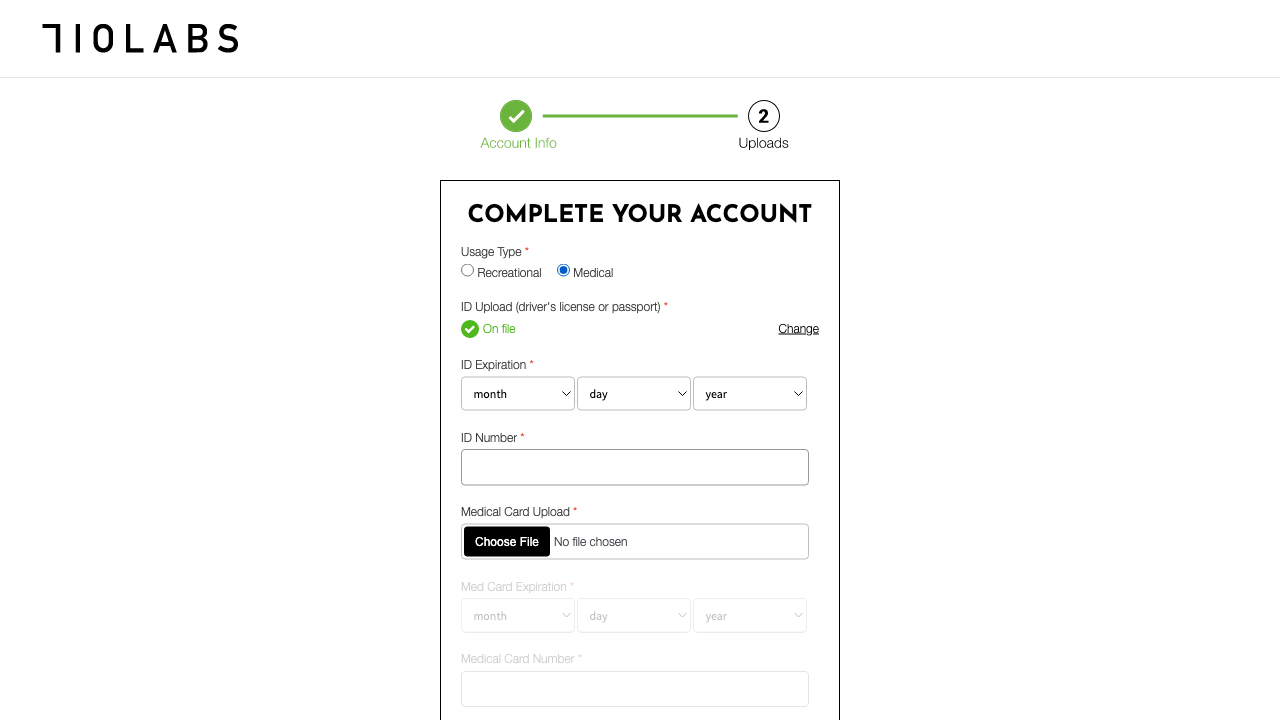 710LABS
2
Account Info
Uploads
COMPLETE YOUR ACCOUNT
Usage Type *
Recreational Medical
ID Upload (driver's license or passport) *
On file Change
ID Expiration *
month day year
ID Number *
Medical Card Upload *
Choose File No file chosen
Med Card Expiration *
month day year
Medical Card Number *